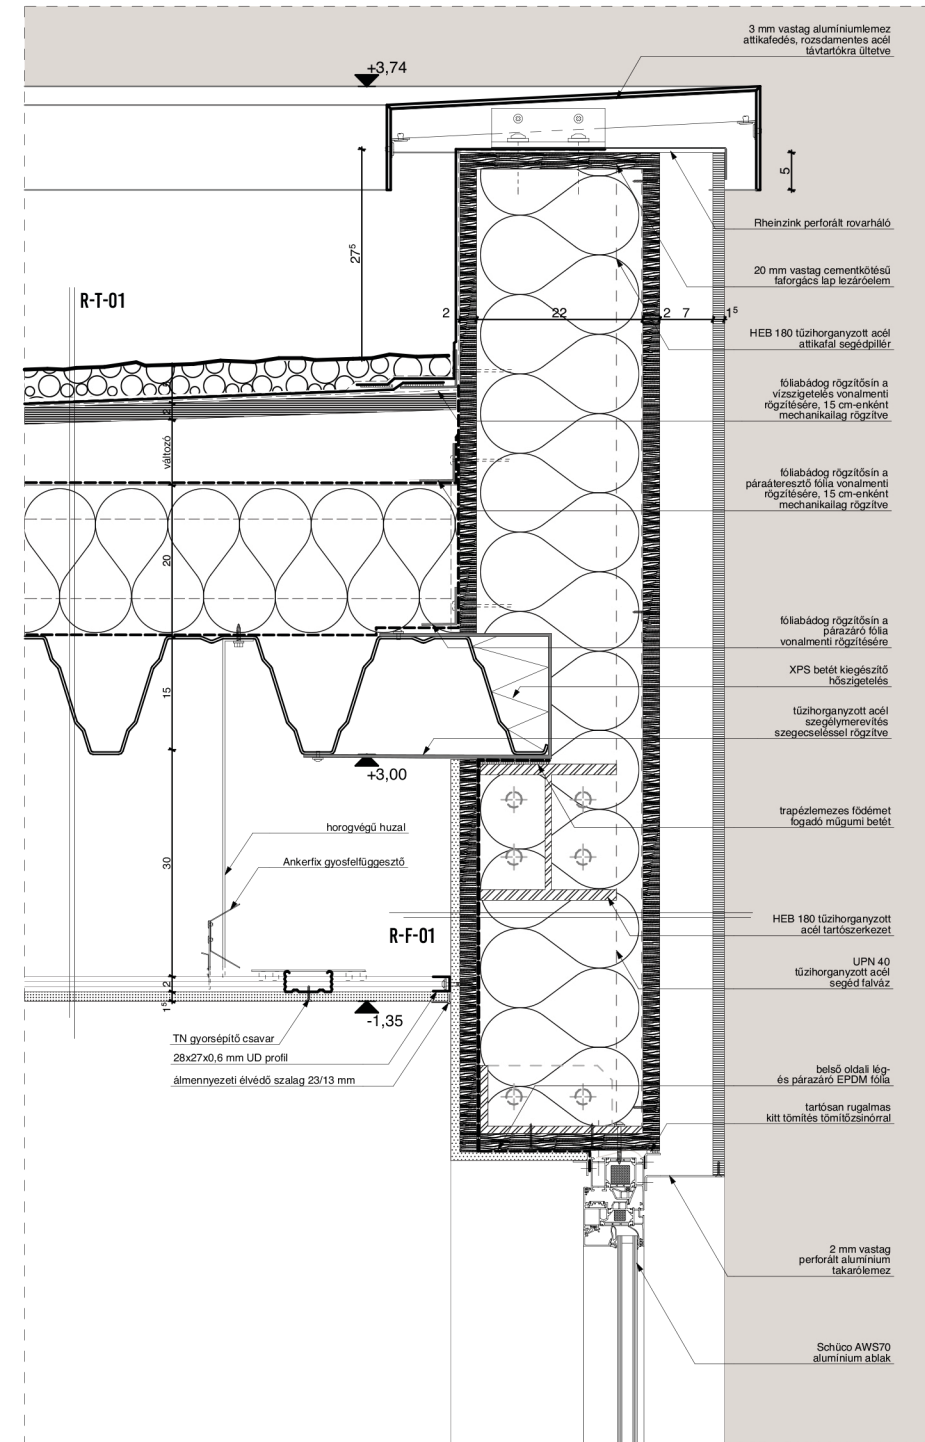 3 mm vastag alumíniumlemez
attikafedés, rozsdamentes acél
távtartókra ültetve
+3,74
5
27⁵
Rheinzink perforált rovarháló
R-T-01
20 mm vastag cementkötésű
faforgács lap lezáróelem
2
22
2
7
1⁵
HEB 180 tűzihorganyzott acél
attikafal segédpillér
fóliabádog rögzítősín a
vízszigetelés vonalmenti
rögzítésére, 15 cm-enként
mechanikailag rögzítve
5
2
változó
fóliabádog rögzítősín a
páraáteresztő fólia vonalmenti
rögzítésére, 15 cm-enként
mechanikailag rögzítve
20
fóliabádog rögzítősín a
párazáró fólia
vonalmenti rögzítésére
XPS betét kiegészítő
hőszigetelés
15
tűzihorganyzott acél
szegélymerevítés
szegecseléssel rögzítve
+3,00
trapézlemezes födémet
fogadó műgumi betét
horogvégű huzal
30
Ankerfix gyosfelfüggesztő
R-F-01
HEB 180 tűzihorganyzott
acél tartószerkezet
UPN 40
tűzihorganyzott acél
segéd falváz
2
1⁵
-1,35
TN gyorsépítő csavar
28x27x0,6 mm UD profil
álmennyezeti élvédő szalag 23/13 mm
belső oldali lég-
és párazáró EPDM fólia
tartósan rugalmas
kitt tömítés tömítőzsinórral
2 mm vastag
perforált alumínium
takarólemez
Schüco AWS70
alumínium ablak